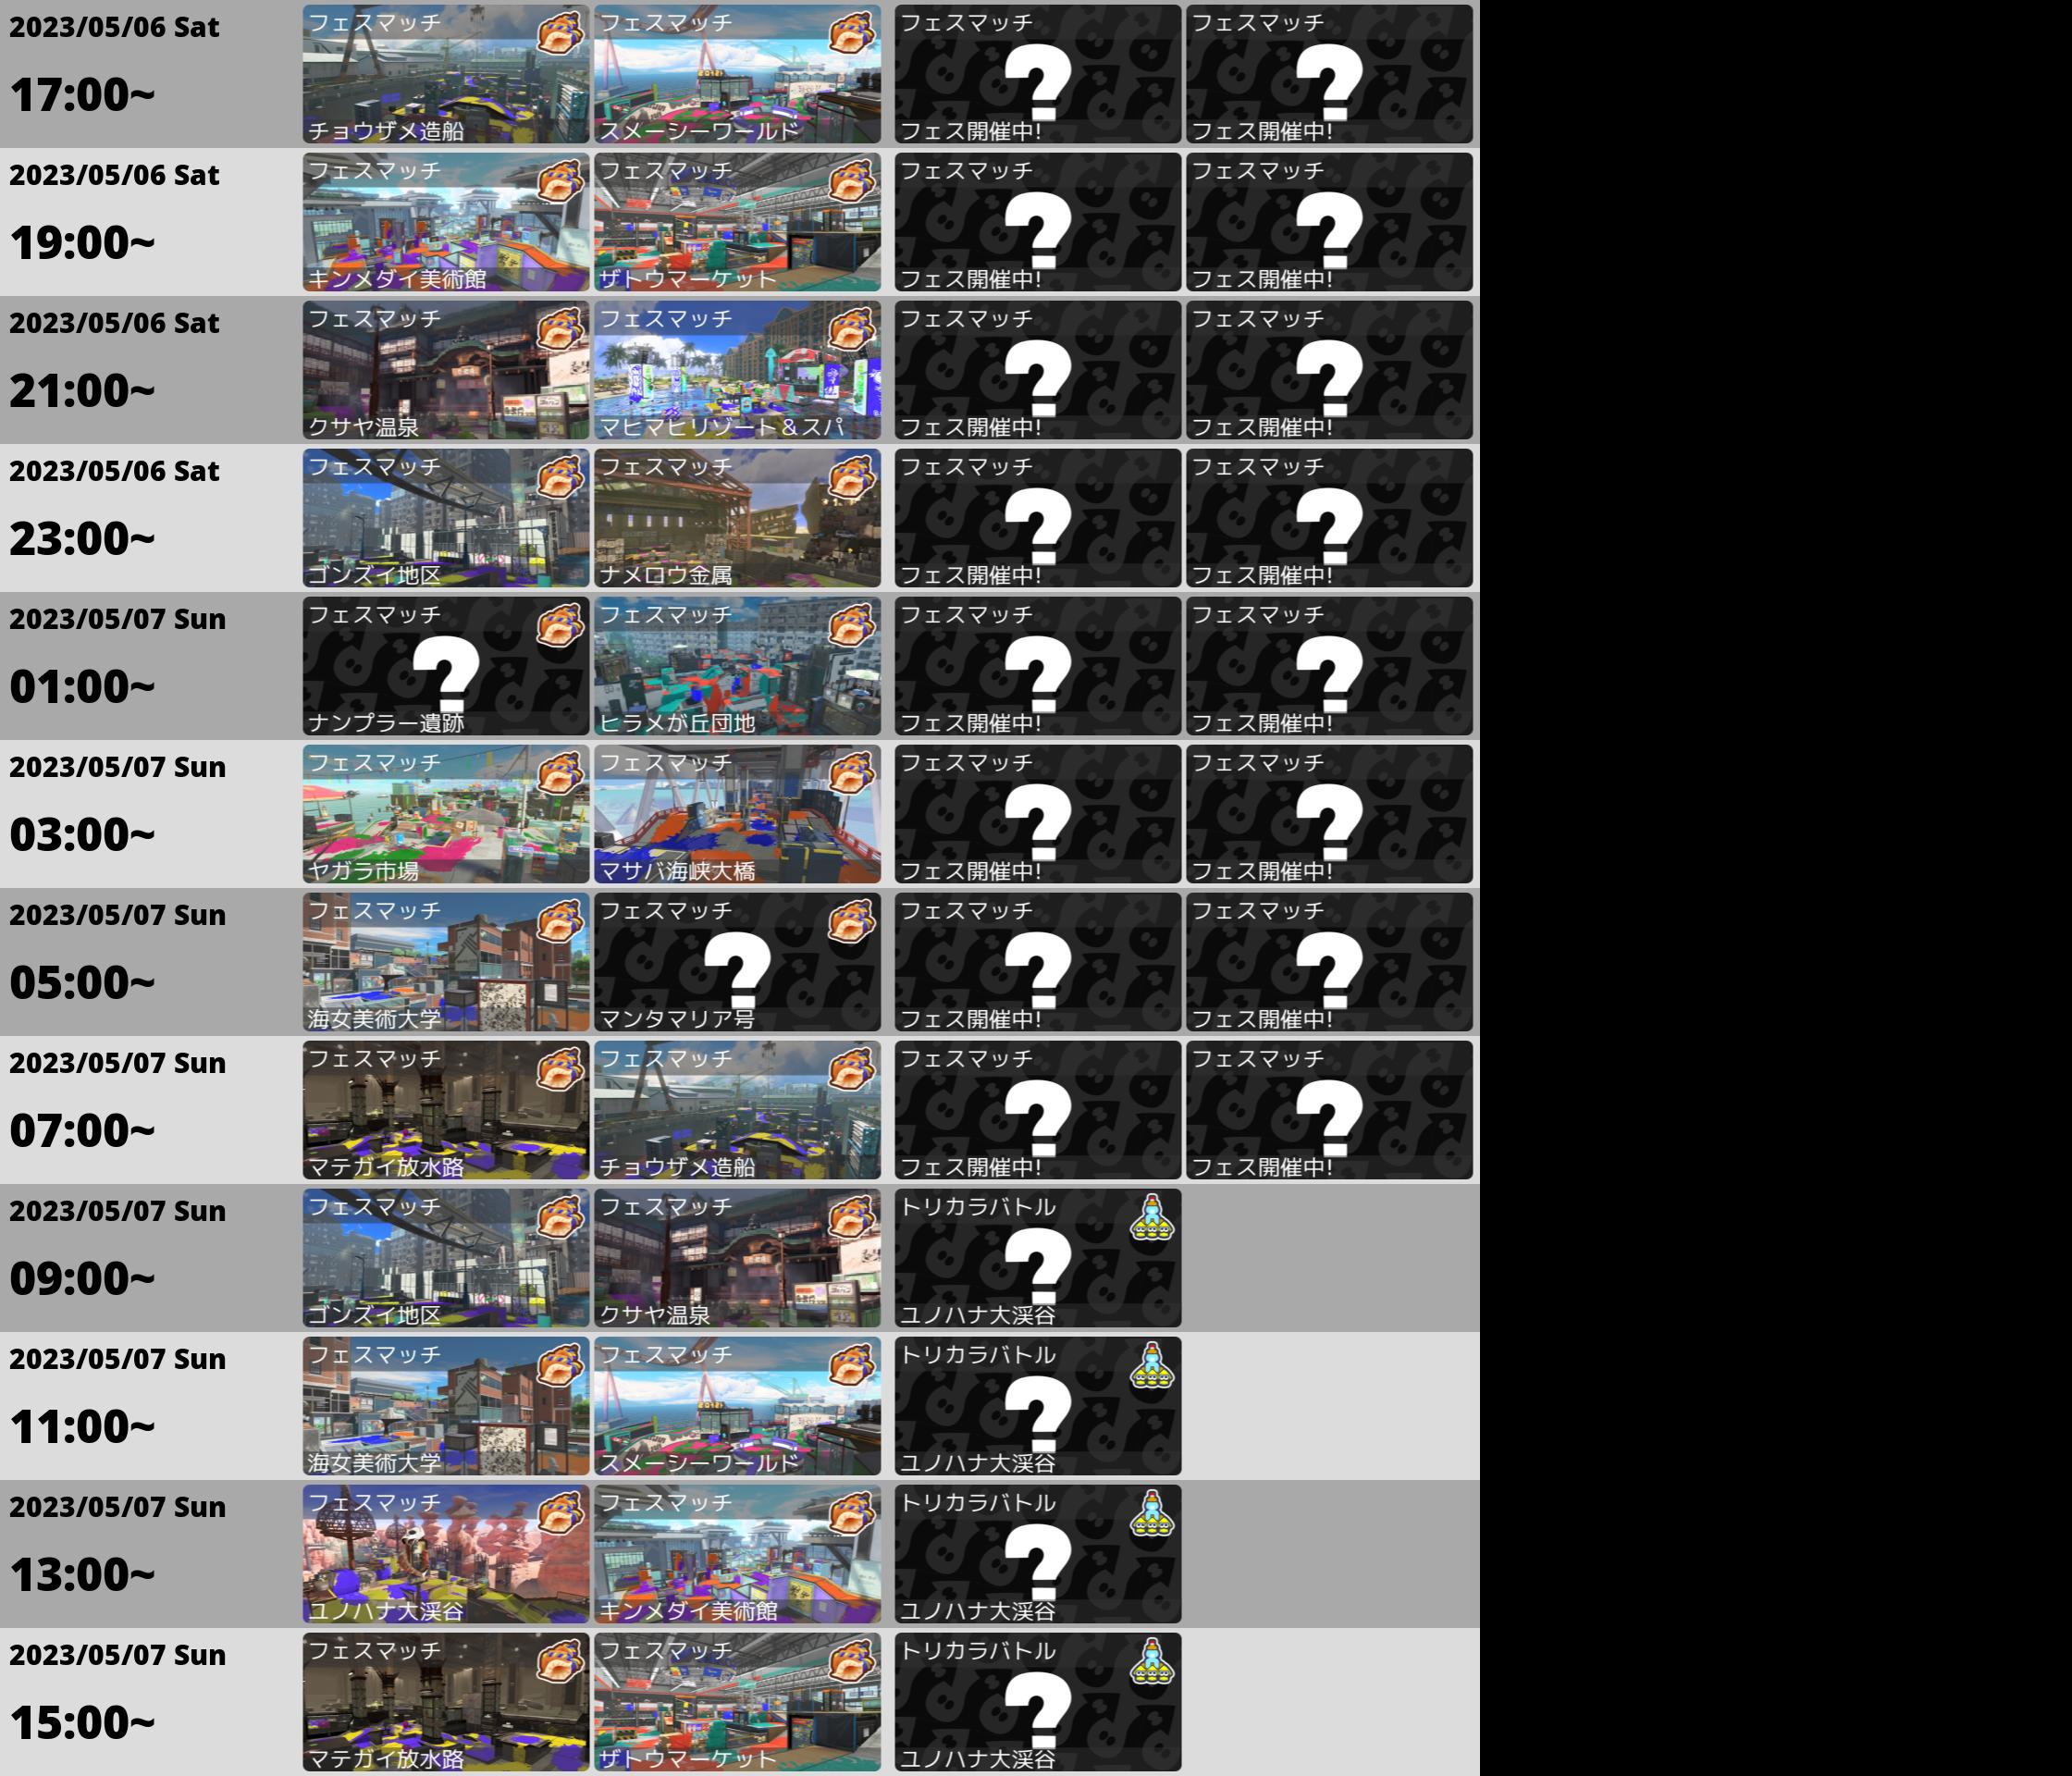 2023/05/06 Sat
17:00~
フェスマッチ
チョウザメ造船
フェスマッチ
スメーシーワールド
フェスマッチ
フェス開催中!
フェスマッチ
フェス開催中!
2023/05/06 Sat
19:00~
フェスマッチ
キンメダイ美術館
フェスマッチ
ザトウマーケット
フェスマッチ
フェス開催中!
フェスマッチ
フェス開催中!
2023/05/06 Sat
21:00~
フェスマッチ
クサヤ温泉
フェスマッチ
マヒマヒリゾート＆スパ
フェスマッチ
フェス開催中!
フェスマッチ
フェス開催中!
2023/05/06 Sat
23:00~
フェスマッチ
ゴンズイ地区
フェスマッチ
ナメロウ金属
フェスマッチ
フェス開催中!
フェスマッチ
フェス開催中!
2023/05/07 Sun
01:00~
フェスマッチ
ナンプラー遺跡
フェスマッチ
ヒラメが丘団地
フェスマッチ
フェス開催中!
フェスマッチ
フェス開催中!
2023/05/07 Sun
03:00~
フェスマッチ
ヤガラ市場
フェスマッチ
マサバ海峡大橋
フェスマッチ
フェス開催中!
フェスマッチ
フェス開催中!
2023/05/07 Sun
05:00~
フェスマッチ
海女美術大学
フェスマッチ
マンタマリア号
フェスマッチ
フェス開催中!
フェスマッチ
フェス開催中!
2023/05/07 Sun
07:00~
フェスマッチ
マテガイ放水路
フェスマッチ
チョウザメ造船
フェスマッチ
フェス開催中!
フェスマッチ
フェス開催中!
2023/05/07 Sun
09:00~
フェスマッチ
ゴンズイ地区
フェスマッチ
クサヤ温泉
トリカラバトル
ユノハナ大渓谷
2023/05/07 Sun
11:00~
フェスマッチ
海女美術大学
フェスマッチ
スメーシーワールド
トリカラバトル
ユノハナ大渓谷
2023/05/07 Sun
13:00~
フェスマッチ
ユノハナ大渓谷
フェスマッチ
キンメダイ美術館
トリカラバトル
ユノハナ大渓谷
2023/05/07 Sun
15:00~
フェスマッチ
マテガイ放水路
フェスマッチ
ザトウマーケット
トリカラバトル
ユノハナ大渓谷